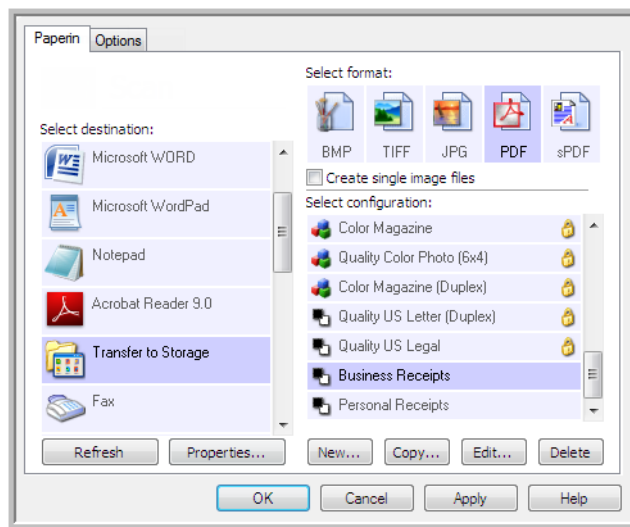 Paperin Options
Select format:
BMP TIFF JPG PDF sPDF
Create single image files
Select destination:
Microsoft WORD
Microsoft WordPad
Notepad
Acrobat Reader 9.0
Transfer to Storage
Fax
Refresh Properties...
Select configuration:
Color Magazine
Quality Color Photo (6x4)
Color Magazine (Duplex)
Quality US Letter (Duplex)
Quality US Legal
Business Receipts
Personal Receipts
New... Copy... Edit... Delete
OK Cancel Apply Help